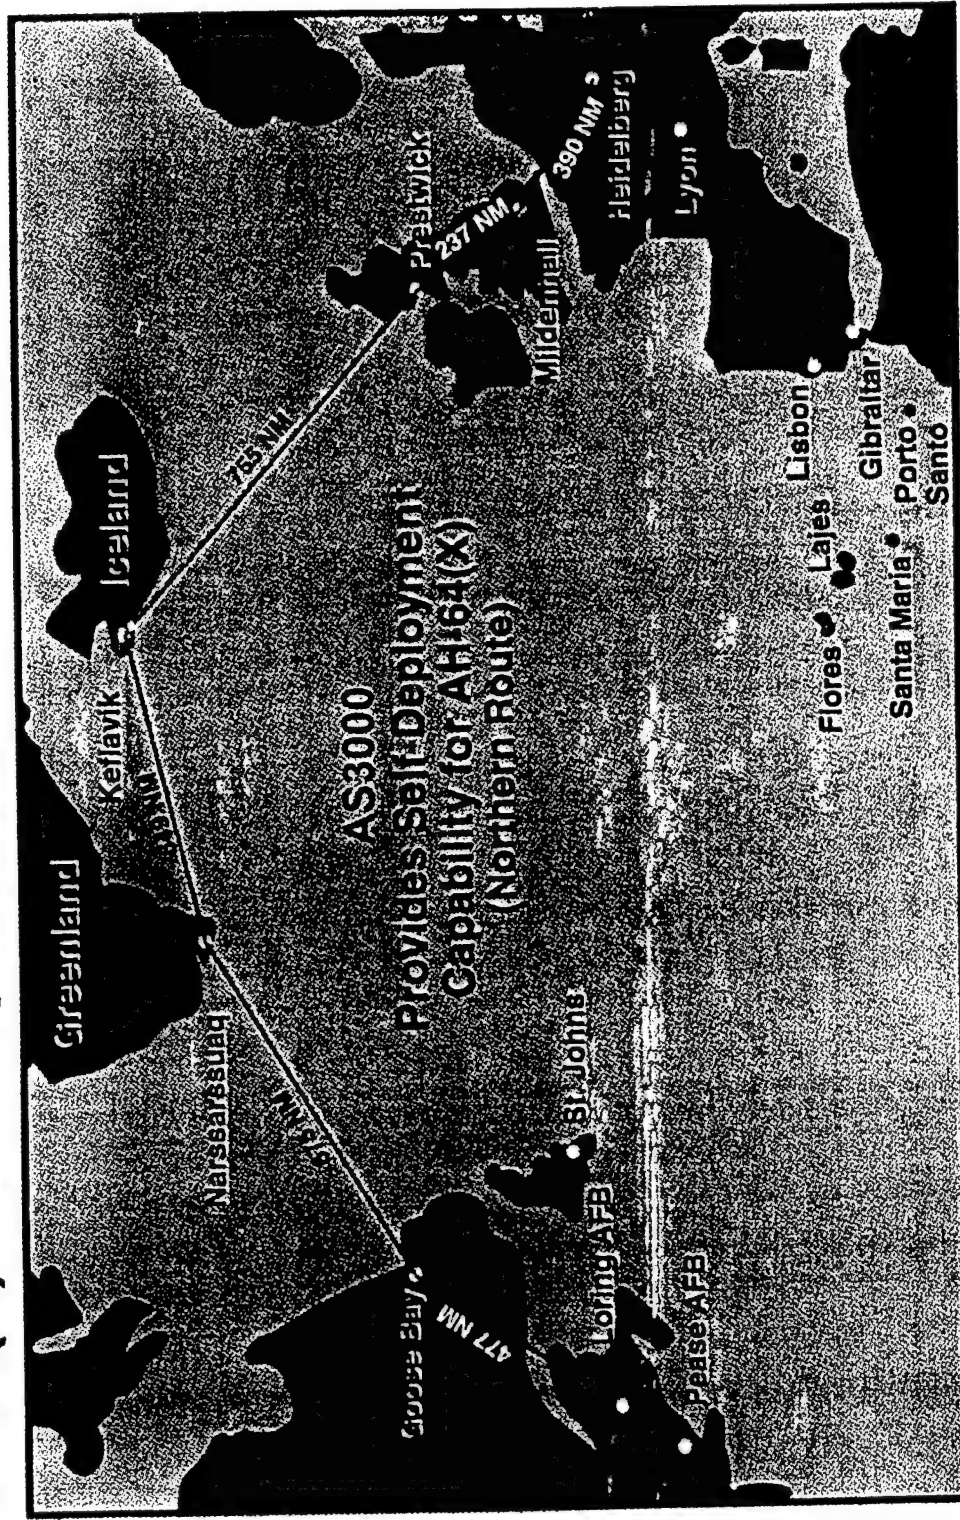 Greenland
Iceland
Keflavik
Narssarssuaq
755 NM
Prestwick
237 NM
390 NM
Heidelberg
Mildenhall
Lyon
Goose Bay
477 NM
AS3000
Provides Self-Deployment
Capability for AH-64(X)
(Northern Route)
St. Johns
Loring AFB
Pease AFB
Lisbon
Gibraltar
Lajes
Flores
Santa Maria
Porto
Santo